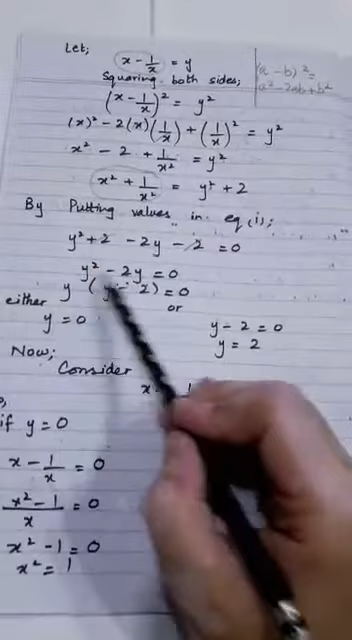 Let;
x - 1/x = y
Squaring both sides;
(a - b)² =
a² - 2ab + b²
(x - 1/x)² = y²
(x)² - 2(x)(1/x) + (1/x)² = y²
x² - 2 + 1/x² = y²
x² + 1/x² = y² + 2
By Putting values in eq (i);
y² + 2 - 2y - 2 = 0
y² - 2y = 0
y (y - 2) = 0
either or
y = 0 y - 2 = 0
y = 2
Now; Consider
if y = 0
x - 1/x = 0
x² - 1/x = 0
x² - 1 = 0
x² = 1